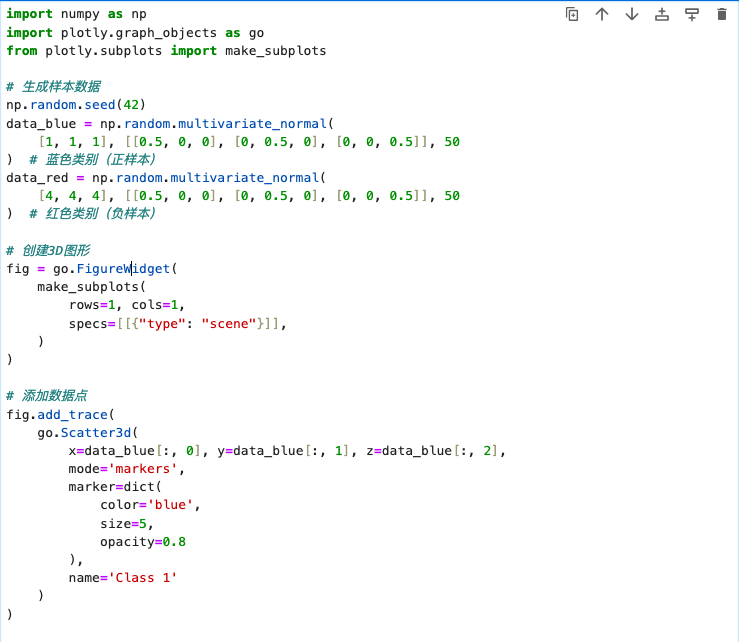 import numpy as np
import plotly.graph_objects as go
from plotly.subplots import make_subplots

# 生成样本数据
np.random.seed(42)
data_blue = np.random.multivariate_normal(
    [1, 1, 1], [[0.5, 0, 0], [0, 0.5, 0], [0, 0, 0.5]], 50
)  # 蓝色类别（正样本）
data_red = np.random.multivariate_normal(
    [4, 4, 4], [[0.5, 0, 0], [0, 0.5, 0], [0, 0, 0.5]], 50
)  # 红色类别（负样本）

# 创建3D图形
fig = go.FigureWidget(
    make_subplots(
        rows=1, cols=1,
        specs=[[{"type": "scene"}]],
    )
)

# 添加数据点
fig.add_trace(
    go.Scatter3d(
        x=data_blue[:, 0], y=data_blue[:, 1], z=data_blue[:, 2],
        mode='markers',
        marker=dict(
            color='blue',
            size=5,
            opacity=0.8
        ),
        name='Class 1'
    )
)